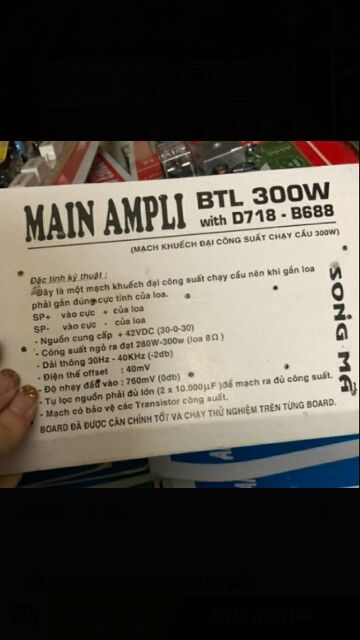 MAIN AMPLI BTL 300W
with D718 - B688
(MẠCH KHUẾCH ĐẠI CÔNG SUẤT CHẠY CẦU 300W)
Đặc tính kỹ thuật :
Đây là một mạch khuếch đại công suất chạy cầu nên khi gắn loa
phải gắn đúng cực tính của loa.
SP+ vào cực + của loa
SP- vào cực - của loa
- Nguồn cung cấp + 42VDC (30-0-30)
- Công suất ngõ ra đạt 260W-300W (loa 8Ω)
- Dải thông 30Hz - 40KHz (-2db)
- Điện thế offset : 40mV
- Độ nhạy đầu vào : 760mV (0db)
- Tụ lọc nguồn phải đủ lớn (2 x 10.000µF) để mạch ra đủ công suất.
- Mạch có bảo vệ các Transistor công suất.
BOARD ĐÃ ĐƯỢC CÂN CHỈNH TỐT VÀ CHẠY THỬ NGHIỆM TRÊN TỪNG BOARD.
SONG MÃ
MUA NGAY